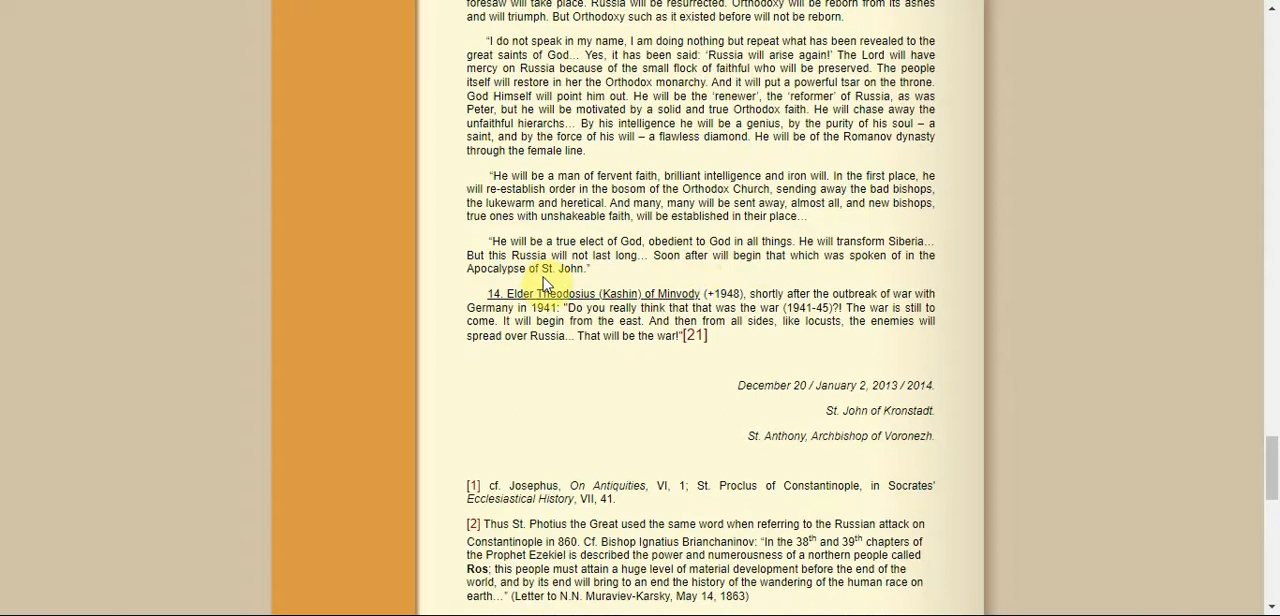 foresaw will take place. Russia will be resurrected. Orthodoxy will be reborn from its ashes
and will triumph. But Orthodoxy such as it existed before will not be reborn.
“I do not speak in my name, I am doing nothing but repeat what has been revealed to the
great saints of God… Yes, it has been said: ‘Russia will arise again!’ The Lord will have
mercy on Russia because of the small flock of faithful who will be preserved. The people
itself will restore in her the Orthodox monarchy. And it will put a powerful tsar on the throne.
God Himself will point him out. He will be the ‘renewer’, the ‘reformer’ of Russia, as was
Peter, but he will be motivated by a solid and true Orthodox faith. He will chase away the
unfaithful hierarchs… By his intelligence he will be a genius, by the purity of his soul – a
saint, and by the force of his will – a flawless diamond. He will be of the Romanov dynasty
through the female line.
“He will be a man of fervent faith, brilliant intelligence and iron will. In the first place, he
will re-establish order in the bosom of the Orthodox Church, sending away the bad bishops,
the lukewarm and heretical. And many, many will be sent away, almost all, and new bishops,
true ones with unshakeable faith, will be established in their place…
“He will be a true elect of God, obedient to God in all things. He will transform Siberia…
But this Russia will not last long… Soon after will begin that which was spoken of in the
Apocalypse of St. John.”
14. Elder Theodosius (Kashin) of Minvody (+1948), shortly after the outbreak of war with
Germany in 1941: "Do you really think that that was the war (1941-45)?! The war is still to
come. It will begin from the east. And then from all sides, like locusts, the enemies will
spread over Russia... That will be the war!"[21]
December 20 / January 2, 2013 / 2014.
St. John of Kronstadt.
St. Anthony, Archbishop of Voronezh.
[1] cf. Josephus, On Antiquities, VI, 1; St. Proclus of Constantinople, in Socrates’
Ecclesiastical History, VII, 41.
[2] Thus St. Photius the Great used the same word when referring to the Russian attack on
Constantinople in 860. Cf. Bishop Ignatius Brianchaninov: “In the 38th and 39th chapters of
the Prophet Ezekiel is described the power and numerousness of a northern people called
Ros; this people must attain a huge level of material development before the end of the
world, and by its end will bring to an end the history of the wandering of the human race on
earth…” (Letter to N.N. Muraviev-Karsky, May 14, 1863)